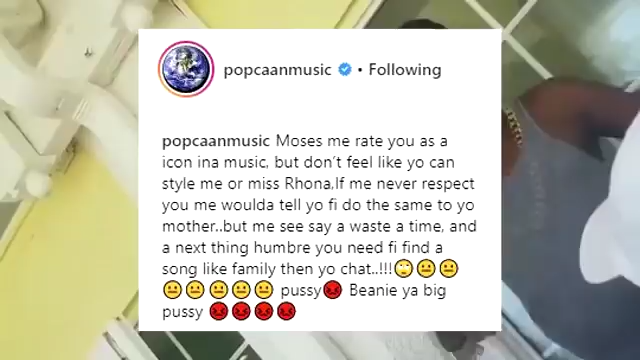 popcaanmusic • Following
popcaanmusic Moses me rate you as a
icon ina music, but don't feel like yo can
style me or miss Rhona,If me never respect
you me woulda tell yo fi do the same to yo
mother..but me see say a waste a time, and
a next thing humbre you need fi find a
song like family then yo chat..!!!🙄😐😐
😐😐😐😐😐 pussy😡 Beanie ya big
pussy 😡😡😡😡